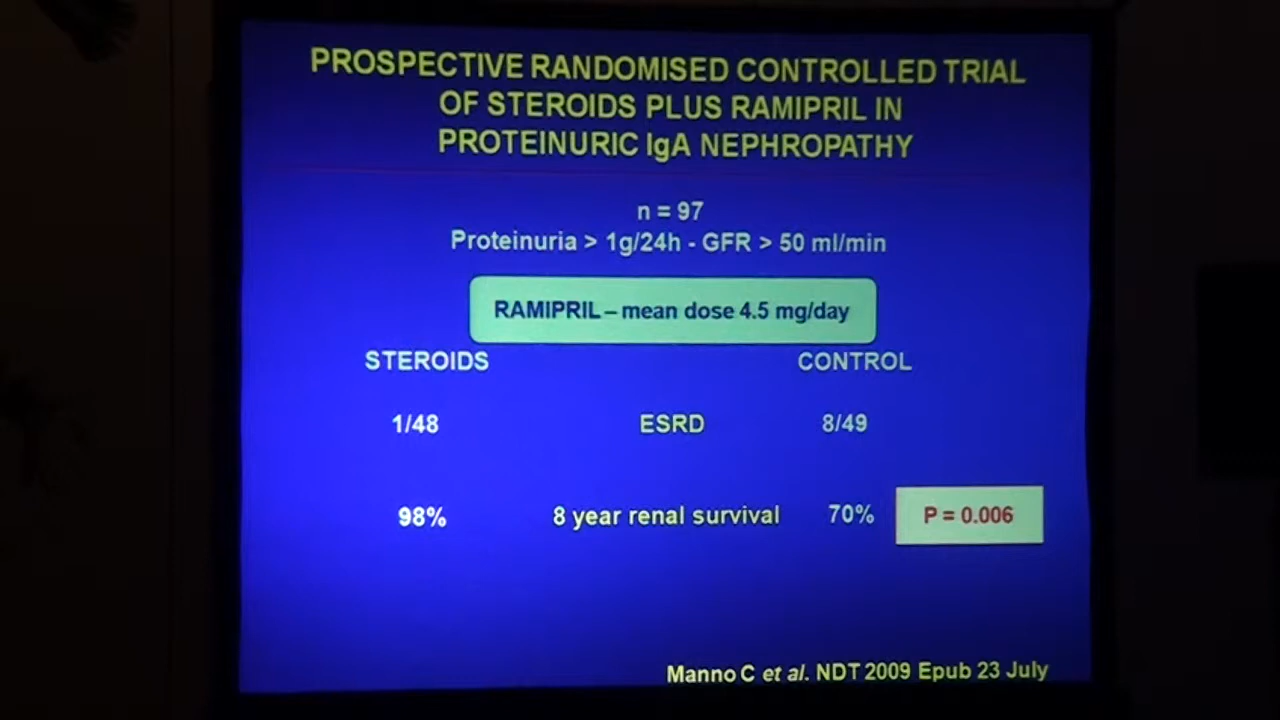 PROSPECTIVE RANDOMISED CONTROLLED TRIAL
OF STEROIDS PLUS RAMIPRIL IN
PROTEINURIC IgA NEPHROPATHY
n = 97
Proteinuria > 1g/24h - GFR > 50 ml/min
RAMIPRIL – mean dose 4.5 mg/day
STEROIDS CONTROL
1/48 ESRD 8/49
98% 8 year renal survival 70% P = 0.006
Manno C et al. NDT 2009 Epub 23 July